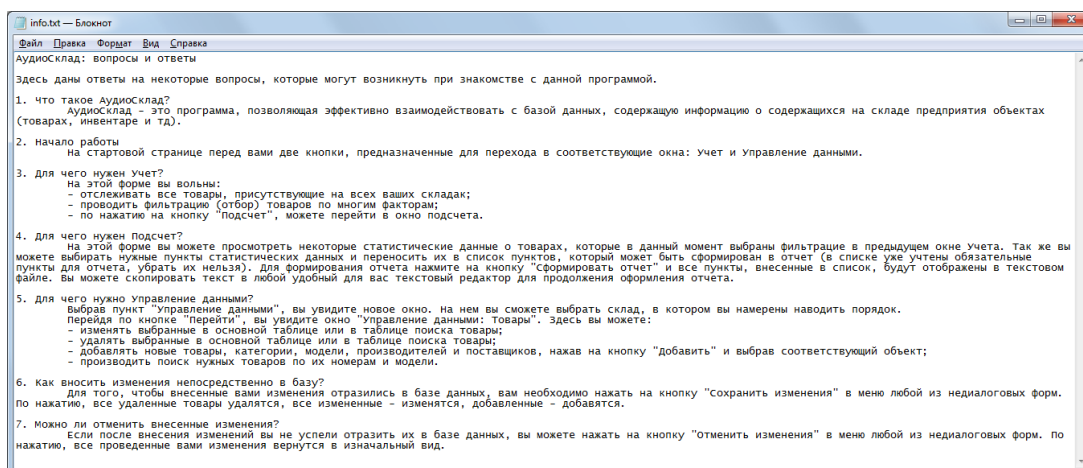 info.txt — Блокнот
Файл Правка Формат Вид Справка
АудиоСклад: вопросы и ответы
Здесь даны ответы на некоторые вопросы, которые могут возникнуть при знакомстве с данной программой.
1. Что такое АудиоСклад?
АудиоСклад - это программа, позволяющая эффективно взаимодействовать с базой данных, содержащую информацию о содержащихся на складе предприятия объектах
(товарах, инвентаре и тд).
2. Начало работы
На стартовой странице перед вами две кнопки, предназначенные для перехода в соответствующие окна: Учет и Управление данными.
3. Для чего нужен Учет?
На этой форме вы вольны:
- отслеживать все товары, присутствующие на всех ваших складак;
- проводить фильтрацию (отбор) товаров по многим факторам;
- по нажатию на кнопку "Подсчет", можете перейти в окно подсчета.
4. Для чего нужен Подсчет?
На этой форме вы можете просмотреть некоторые статистические данные о товарах, которые в данный момент выбраны фильтрацие в предыдущем окне Учета. Так же вы
можете выбирать нужные пункты статистических данных и переносить их в список пунктов, который может быть сформирован в отчет (в списке уже учтены обязательные
пункты для отчета, убрать их нельзя). Для формирования отчета нажмите на кнопку "Сформировать отчет" и все пункты, внесенные в список, будут отображены в текстовом
файле. Вы можете скопировать текст в любой удобный для вас текстовый редактор для продолжения оформления отчета.
5. Для чего нужно Управление данными?
Выбрав пункт "Управление данными", вы увидите новое окно. На нем вы сможете выбрать склад, в котором вы намерены наводить порядок.
Перейдя по кнопке "Перейти", вы увидите окно "Управление данными: Товары". Здесь вы можете:
- изменять выбранные в основной таблице или в таблице поиска товары;
- удалять выбранные в основной таблице или в таблице поиска товары;
- добавлять новые товары, категории, модели, производителей и поставщиков, нажав на кнопку "Добавить" и выбрав соответствующий объект;
- производить поиск нужных товаров по их номерам и модели.
6. Как вносить изменения непосредственно в базу?
Для того, чтобы внесенные вами изменения отразились в базе данных, вам необходимо нажать на кнопку "Сохранить изменения" в меню любой из недиалоговых форм.
По нажатию, все удаленные товары удалятся, все измененные - изменятся, добавленные - добавятся.
7. Можно ли отменить внесенные изменения?
Если после внесения изменений вы не успели отразить их в базе данных, вы можете нажать на кнопку "Отменить изменения" в меню любой из недиалоговых форм. По
нажатию, все проведенные вами изменения вернутся в изначальный вид.